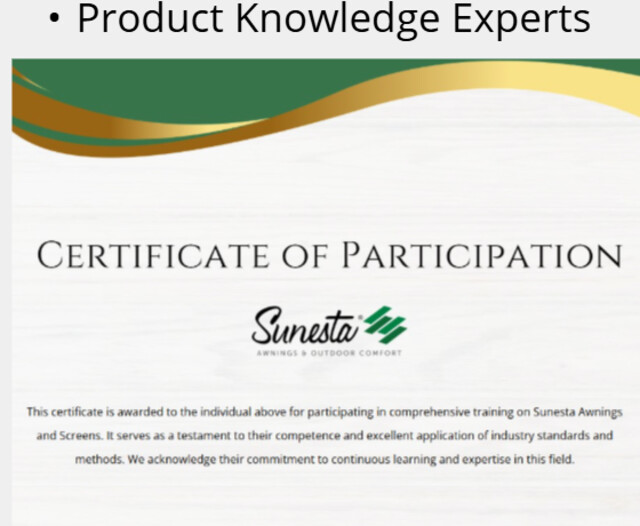 • Product Knowledge Experts
CERTIFICATE OF PARTICIPATION
Sunesta®
AWNINGS & OUTDOOR COMFORT
This certificate is awarded to the individual above for participating in comprehensive training on Sunesta Awnings
and Screens. It serves as a testament to their competence and excellent application of industry standards and
methods. We acknowledge their commitment to continuous learning and expertise in this field.